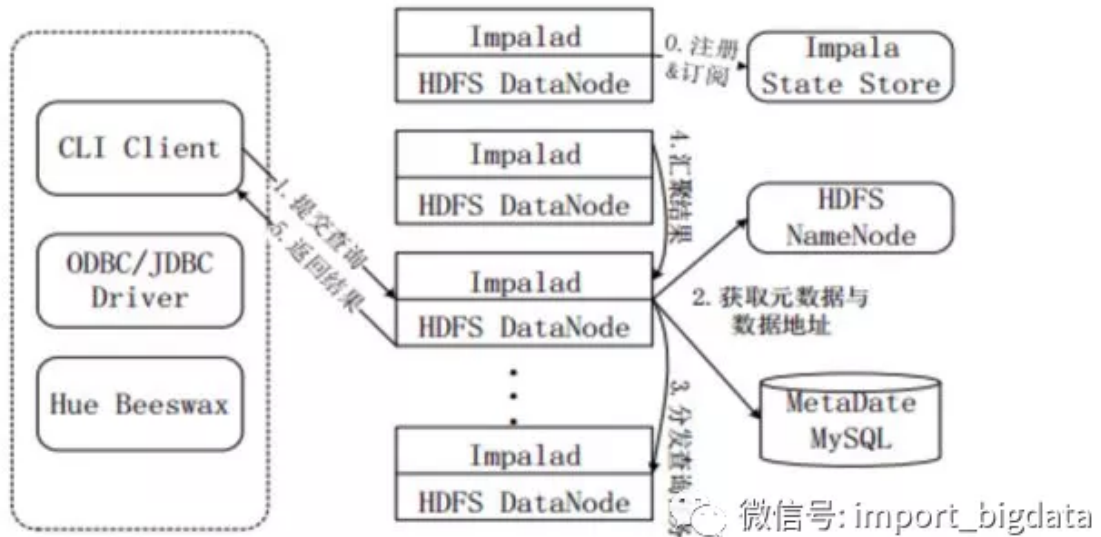 CLI Client
ODBC/JDBC
Driver
Hue Beeswax
1. 提交查询
5. 返回结果
Impalad
HDFS DataNode
0. 注册
&订阅
Impala
State Store
Impalad
HDFS DataNode
4. 汇聚结果
HDFS
NameNode
Impalad
HDFS DataNode
2. 获取元数据与
数据地址
MetaDate
MySQL
3. 分发查询
Impalad
HDFS DataNode
微信号: import_bigdata